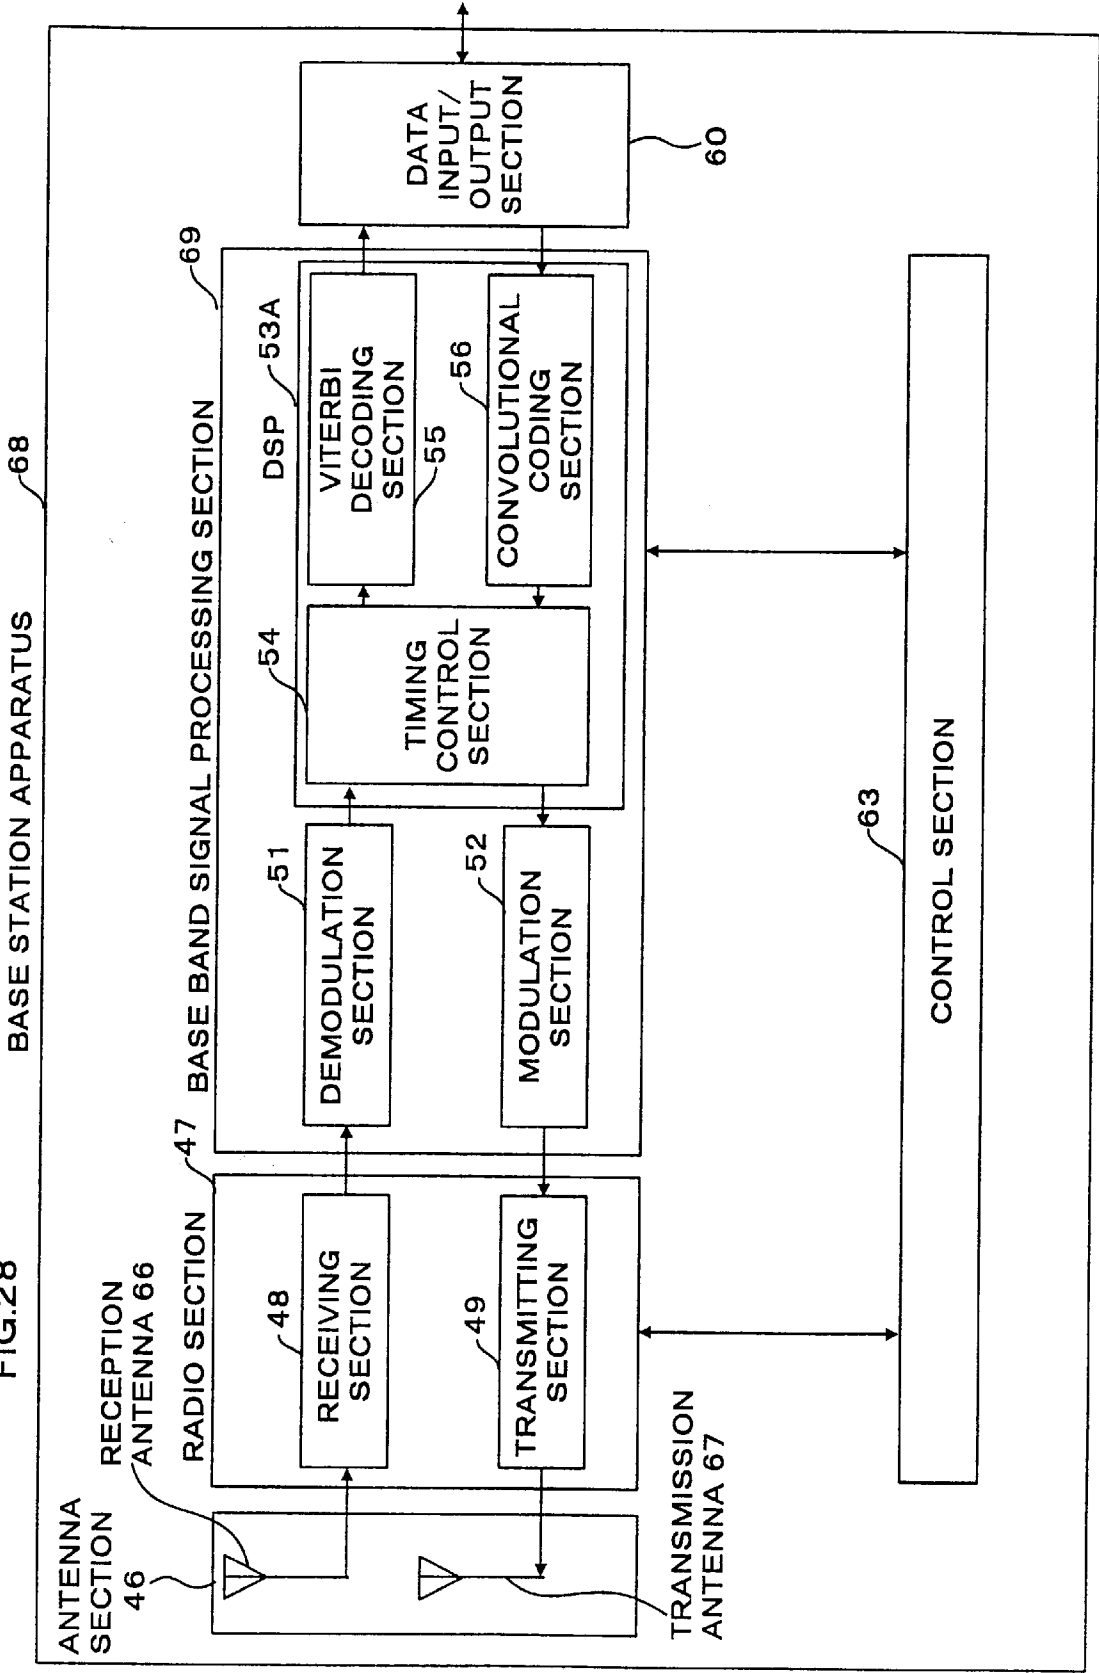 FIG.28
BASE STATION APPARATUS
68
ANTENNA
SECTION
46
RECEPTION
ANTENNA 66
TRANSMISSION
ANTENNA 67
RADIO SECTION
47
48
RECEIVING
SECTION
49
TRANSMITTING
SECTION
BASE BAND SIGNAL PROCESSING SECTION
69
51
DEMODULATION
SECTION
52
MODULATION
SECTION
DSP
53A
54
TIMING
CONTROL
SECTION
VITERBI
DECODING
SECTION
55
56
CONVOLUTIONAL
CODING
SECTION
DATA
INPUT/
OUTPUT
SECTION
60
63
CONTROL SECTION